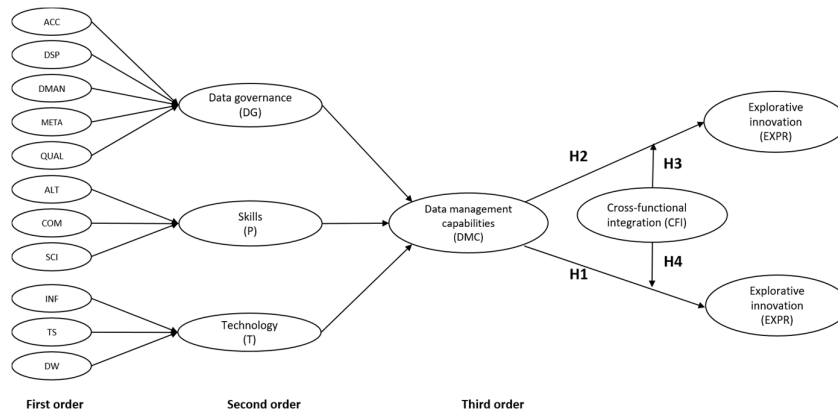 ACC
DSP
DMAN
META
QUAL
ALT
COM
SCI
INF
TS
DW
Data governance
(DG)
Skills
(P)
Technology
(T)
Data management
capabilities
(DMC)
H2
H3
H1
H4
Explorative
innovation
(EXPR)
Cross-functional
integration (CFI)
Explorative
innovation
(EXPR)
First order
Second order
Third order